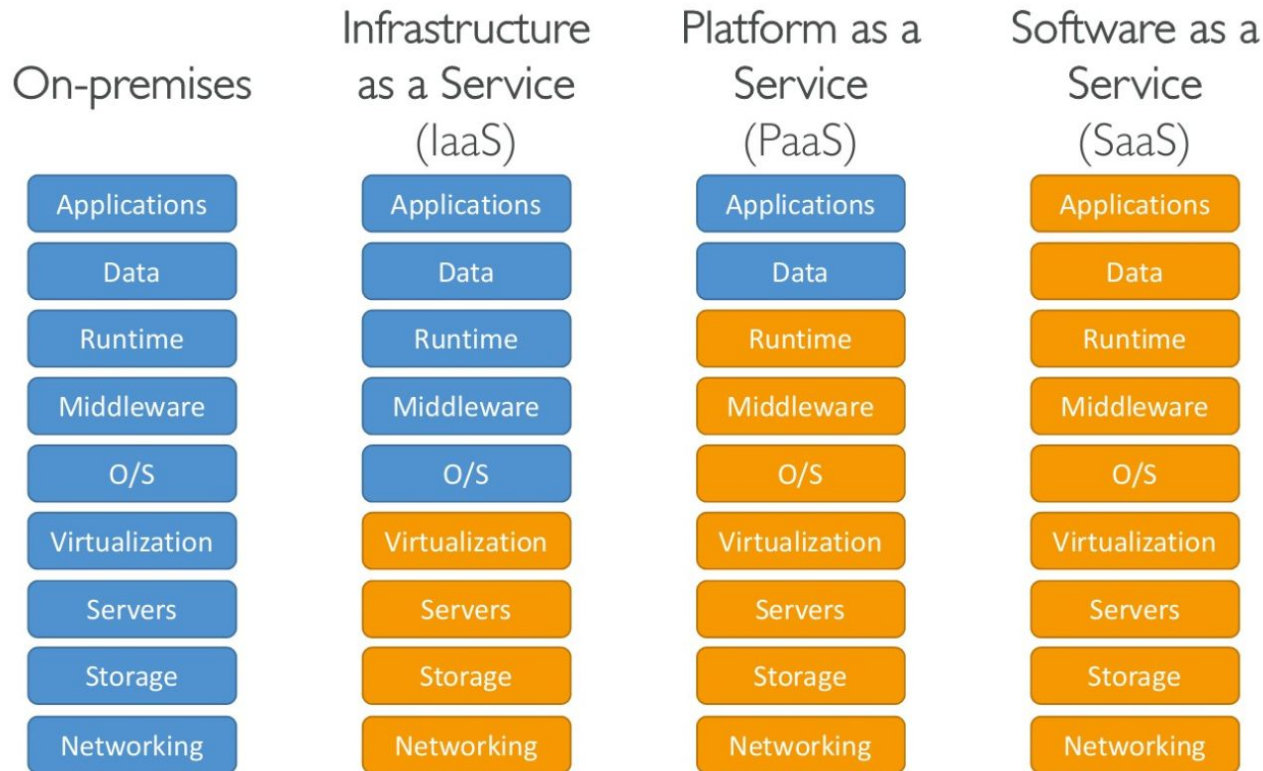 On-premises
Infrastructure
as a Service
(IaaS)
Platform as a
Service
(PaaS)
Software as a
Service
(SaaS)
Applications
Data
Runtime
Middleware
O/S
Virtualization
Servers
Storage
Networking
Applications
Data
Runtime
Middleware
O/S
Virtualization
Servers
Storage
Networking
Applications
Data
Runtime
Middleware
O/S
Virtualization
Servers
Storage
Networking
Applications
Data
Runtime
Middleware
O/S
Virtualization
Servers
Storage
Networking